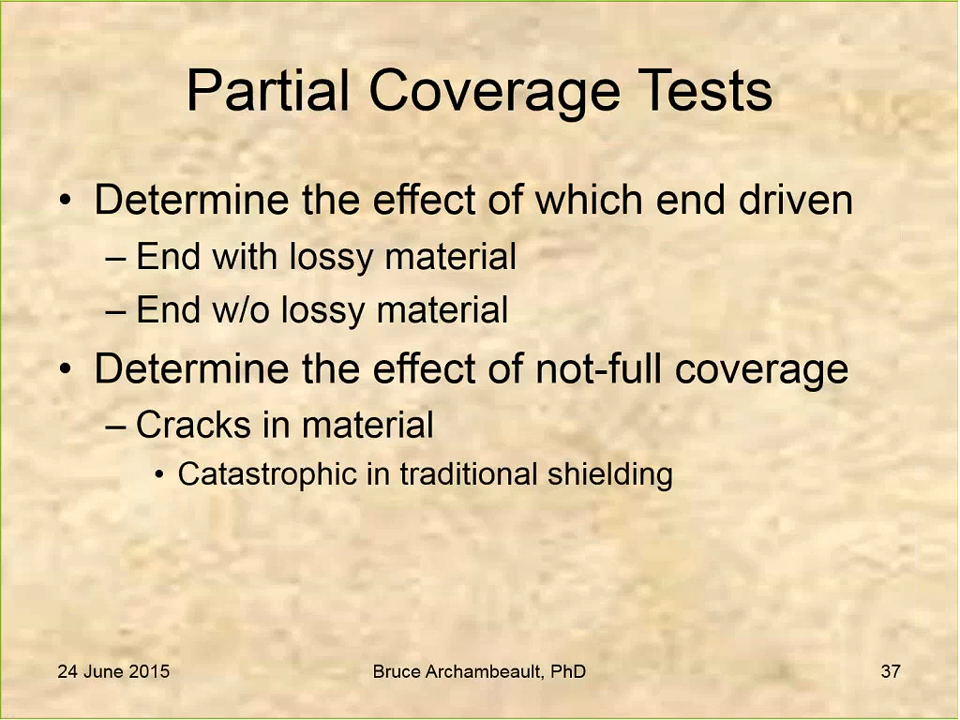 Partial Coverage Tests
• Determine the effect of which end driven
– End with lossy material
– End w/o lossy material
• Determine the effect of not-full coverage
– Cracks in material
• Catastrophic in traditional shielding
24 June 2015
Bruce Archambeault, PhD
37